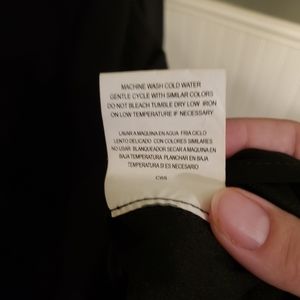 MACHINE WASH COLD WATER
GENTLE CYCLE WITH SIMILAR COLORS
DO NOT BLEACH TUMBLE DRY LOW IRON
ON LOW TEMPERATURE IF NECESSARY
LAVAR A MAQUINA EN AGUA FRIA CICLO
LENTO DELICADO CON COLORES SIMILARES
NO USAR BLANQUEADOR SECAR A MAQUINA EN
BAJA TEMPERATURA PLANCHAR EN BAJA
TEMPERATURA SI ES NECESARIO